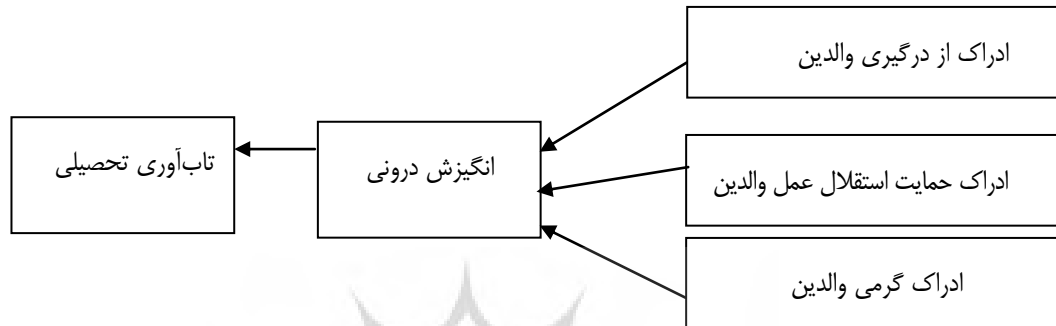 ادراک از درگیری والدین
ادراک حمایت استقلال عمل والدین
ادراک گرمی والدین
انگیزش درونی
تاب‌آوری تحصیلی